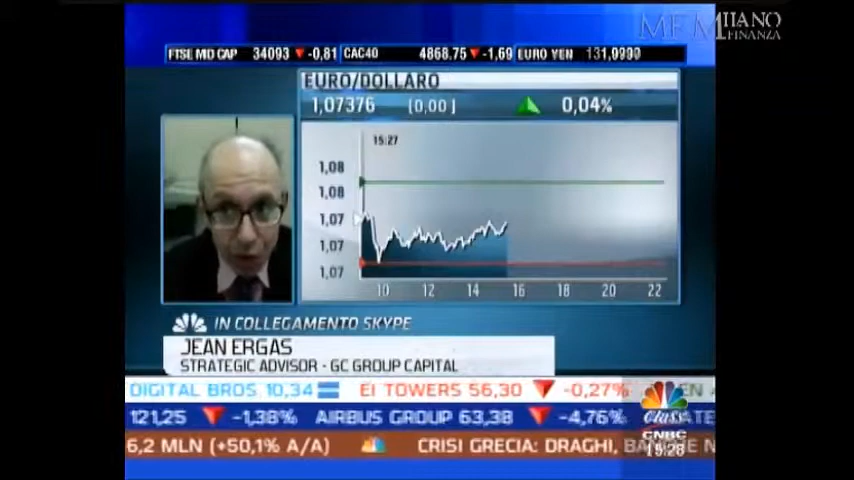 MF MILANO
FINANZA
FTSE MID CAP 34093 -0,81 CAC40 4868.75 -1,69 EURO YEN 131,0990
EURO/DOLLARO
1,07376 [0,00] 0,04%
15:27
1,08
1,08
1,07
1,07
1,07
10 12 14 16 18 20 22
IN COLLEGAMENTO SKYPE
JEAN ERGAS
STRATEGIC ADVISOR - GC GROUP CAPITAL
DIGITAL BROS 10,34 EI TOWERS 56,30 -0,27% EN A
121,25 -1,38% AIRBUS GROUP 63,38 -4,76% ATE
Class
CNBC
6,2 MLN (+50,1% A/A) CRISI GRECIA: DRAGHI,